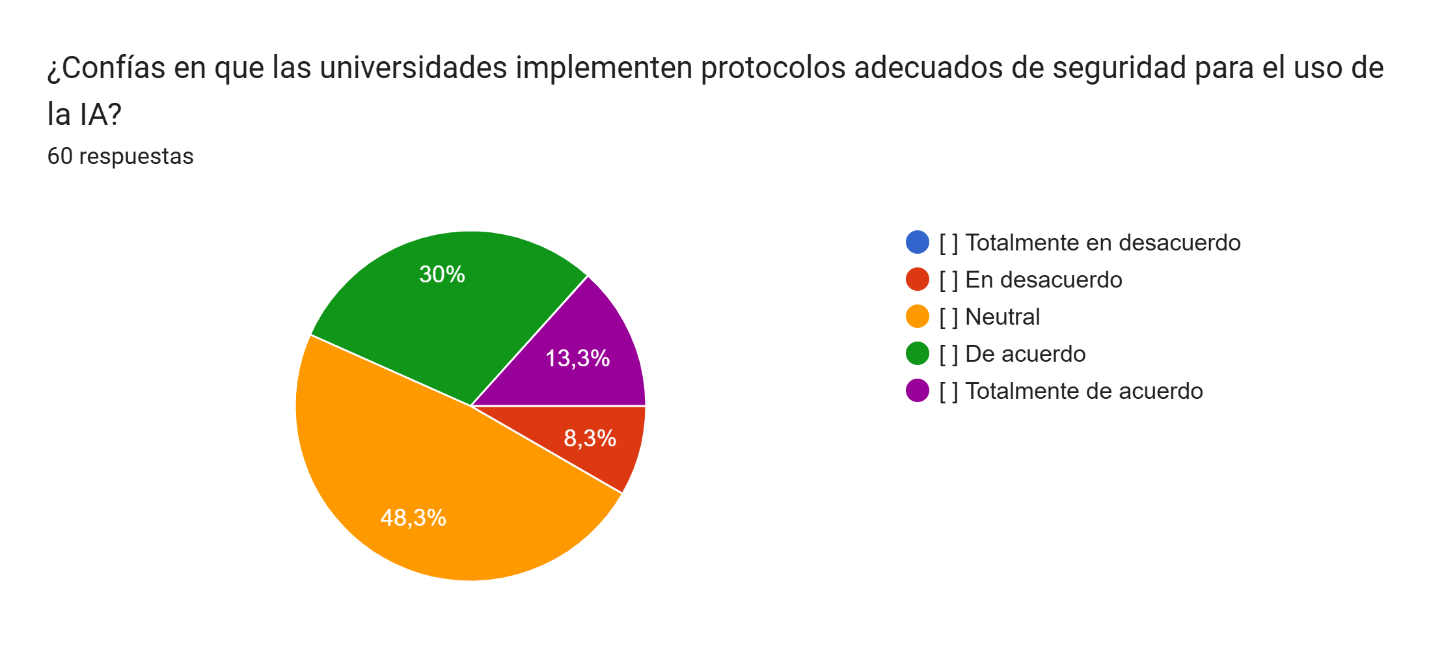 ¿Confías en que las universidades implementen protocolos adecuados de seguridad para el uso de
la IA?
60 respuestas
30%
13,3%
8,3%
48,3%
[ ] Totalmente en desacuerdo
[ ] En desacuerdo
[ ] Neutral
[ ] De acuerdo
[ ] Totalmente de acuerdo